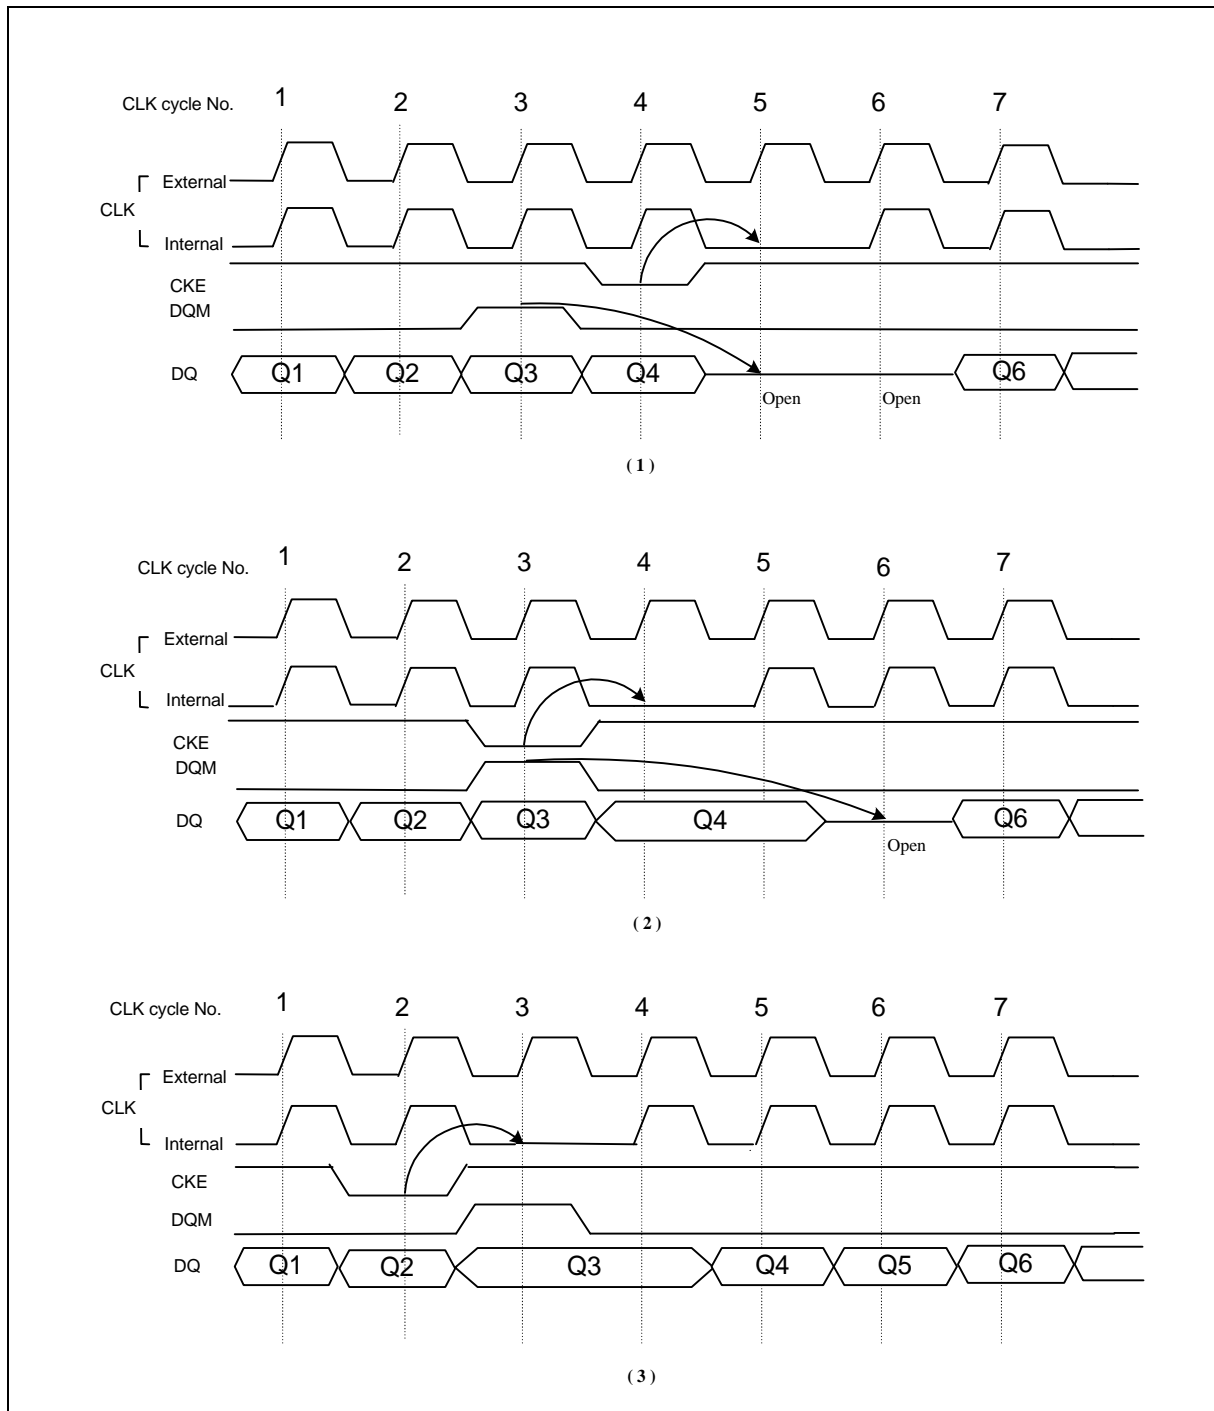 CLK cycle No. 1 2 3 4 5 6 7
External
CLK
Internal
CKE
DQM
DQ Q1 Q2 Q3 Q4 Q6
Open Open
( 1 )
CLK cycle No. 1 2 3 4 5 6 7
External
CLK
Internal
CKE
DQM
DQ Q1 Q2 Q3 Q4 Q6
Open
( 2 )
CLK cycle No. 1 2 3 4 5 6 7
External
CLK
Internal
CKE
DQM
DQ Q1 Q2 Q3 Q4 Q5 Q6
( 3 )